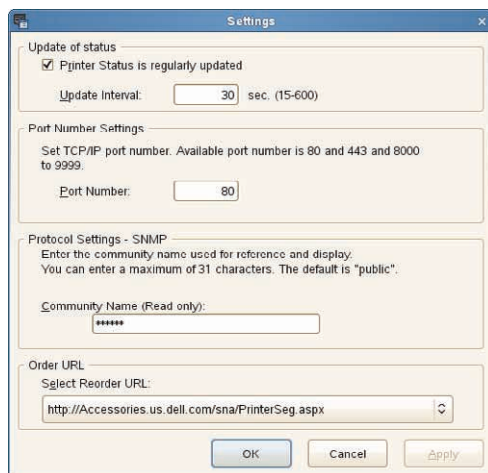 Settings
Update of status
Printer Status is regularly updated
Update Interval: 30 sec. (15-600)
Port Number Settings
Set TCP/IP port number. Available port number is 80 and 443 and 8000
to 9999.
Port Number: 80
Protocol Settings - SNMP
Enter the community name used for reference and display.
You can enter a maximum of 31 characters. The default is "public".
Community Name (Read only):
******
Order URL
Select Reorder URL:
http://Accessories.us.dell.com/sna/PrinterSeg.aspx
OK Cancel Apply